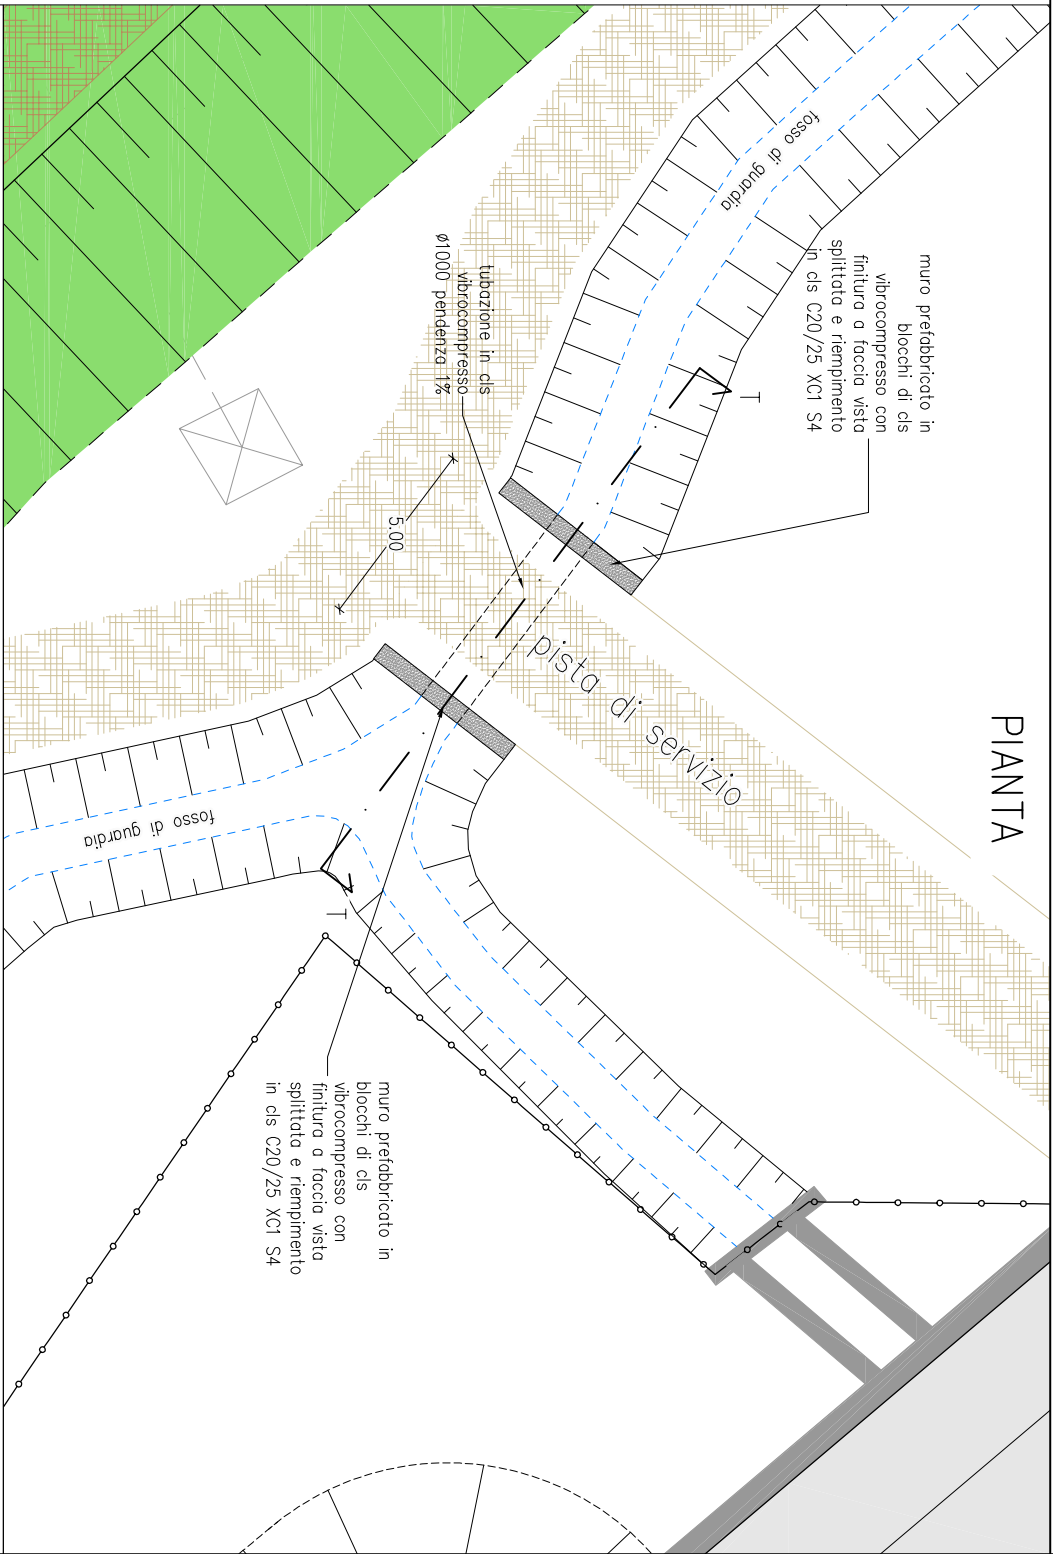 PIANTA
muro prefabbricato in
blocchi di cls
vibrocompresso con
finitura a faccia vista
splittata e riempimento
in cls C20/25 XC1 S4
fosso di guardia
T
tubazione in cls
vibrocompresso
Ø1000 pendenza 1%
5.00
pista di servizio
fosso di guardia
T
muro prefabbricato in
blocchi di cls
vibrocompresso con
finitura a faccia vista
splittata e riempimento
in cls C20/25 XC1 S4